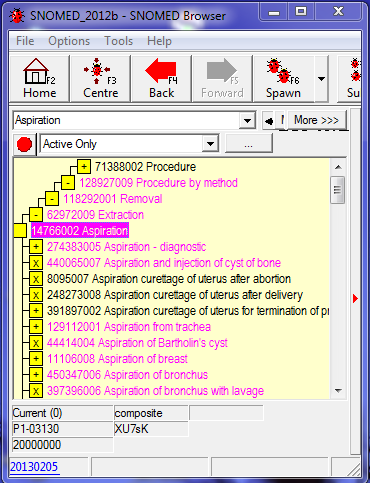 SNOMED_2012b - SNOMED Browser
File Options Tools Help
F2 F3 F4 F5 F6
Home Centre Back Forward Spawn Su
Aspiration More >>>
Active Only ...
+ 71388002 Procedure
- 128927009 Procedure by method
- 118292001 Removal
- 62972009 Extraction
14766002 Aspiration
+ 274383005 Aspiration - diagnostic
x 440065007 Aspiration and injection of cyst of bone
x 8095007 Aspiration curettage of uterus after abortion
x 248273008 Aspiration curettage of uterus after delivery
+ 391897002 Aspiration curettage of uterus for termination of pr
+ 129112001 Aspiration from trachea
x 44414004 Aspiration of Bartholin's cyst
+ 11106008 Aspiration of breast
+ 450347006 Aspiration of bronchus
x 397396006 Aspiration of bronchus with lavage
Current (0) composite
P1-03130 XU7sK
20000000
20130205